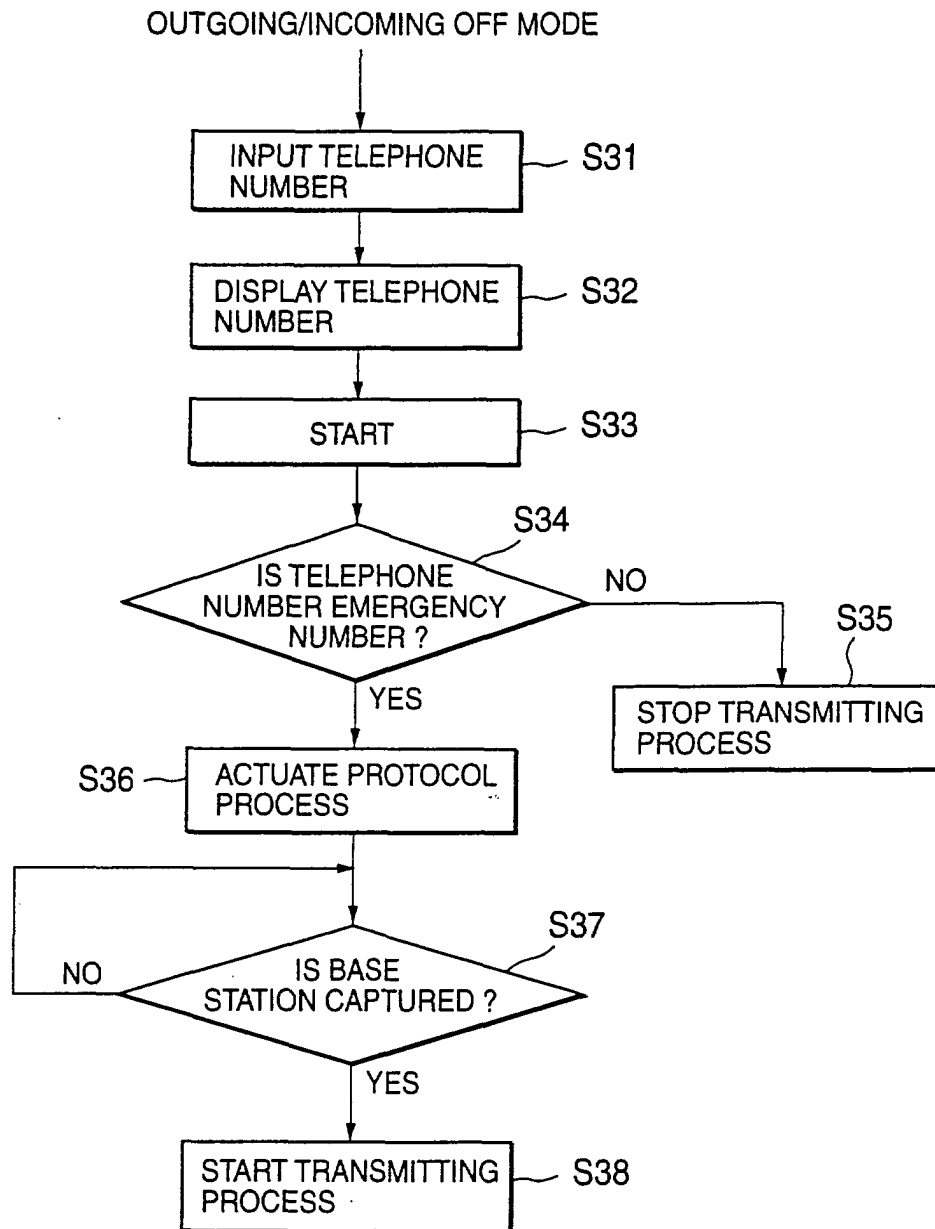 OUTGOING/INCOMING OFF MODE
INPUT TELEPHONE
NUMBER
S31
DISPLAY TELEPHONE
NUMBER
S32
START
S33
S34
IS TELEPHONE
NUMBER EMERGENCY
NUMBER ?
NO
S35
YES
STOP TRANSMITTING
PROCESS
S36
ACTUATE PROTOCOL
PROCESS
S37
NO
IS BASE
STATION CAPTURED ?
YES
START TRANSMITTING
PROCESS
S38